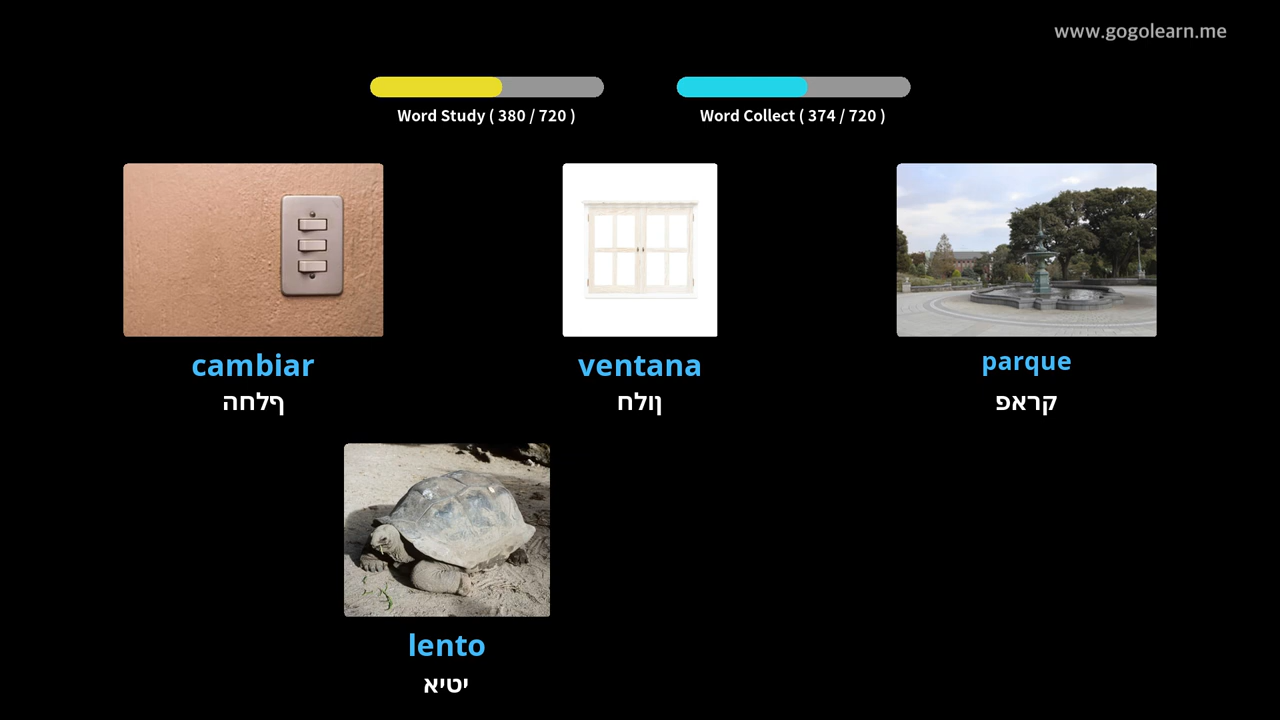 www.gogolearn.me
Word Study ( 380 / 720 )
Word Collect ( 374 / 720 )
cambiar
ventana
parque
ףלחה
ןולח
קראפ
lento
יטיא